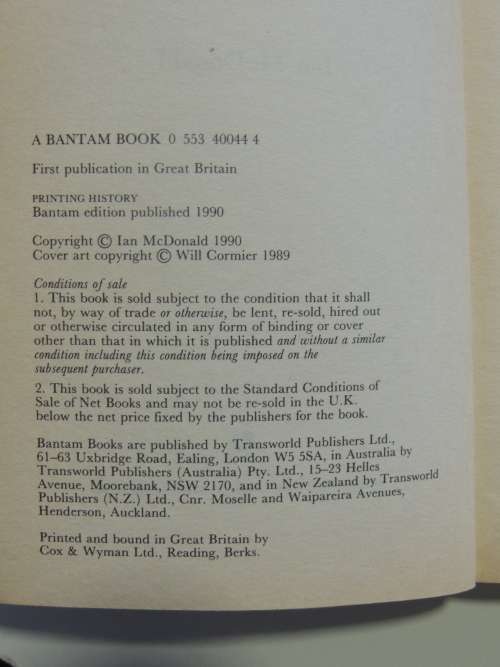 A BANTAM BOOK 0 553 40044 4
First publication in Great Britain
PRINTING HISTORY
Bantam edition published 1990
Copyright © Ian McDonald 1990
Cover art copyright © Will Cormier 1989
Conditions of sale
1. This book is sold subject to the condition that it shall
not, by way of trade or otherwise, be lent, re-sold, hired out
or otherwise circulated in any form of binding or cover
other than that in which it is published and without a similar
condition including this condition being imposed on the
subsequent purchaser.
2. This book is sold subject to the Standard Conditions of
Sale of Net Books and may not be re-sold in the U.K.
below the net price fixed by the publishers for the book.
Bantam Books are published by Transworld Publishers Ltd.,
61–63 Uxbridge Road, Ealing, London W5 5SA, in Australia by
Transworld Publishers (Australia) Pty. Ltd., 15–23 Helles
Avenue, Moorebank, NSW 2170, and in New Zealand by Transworld
Publishers (N.Z.) Ltd., Cnr. Moselle and Waipareira Avenues,
Henderson, Auckland.
Printed and bound in Great Britain by
Cox & Wyman Ltd., Reading, Berks.